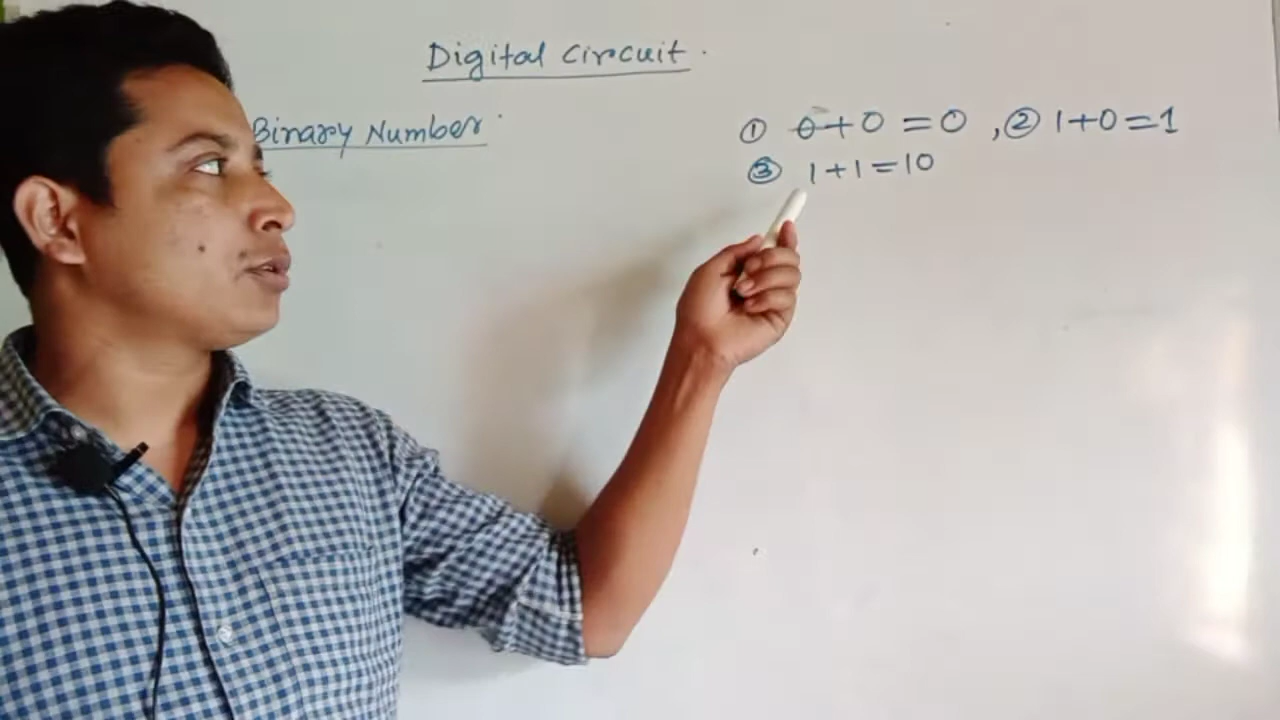 Digital Circuit.
Binary Number.
① 0+0=0, ② 1+0=1
③ 1+1=10